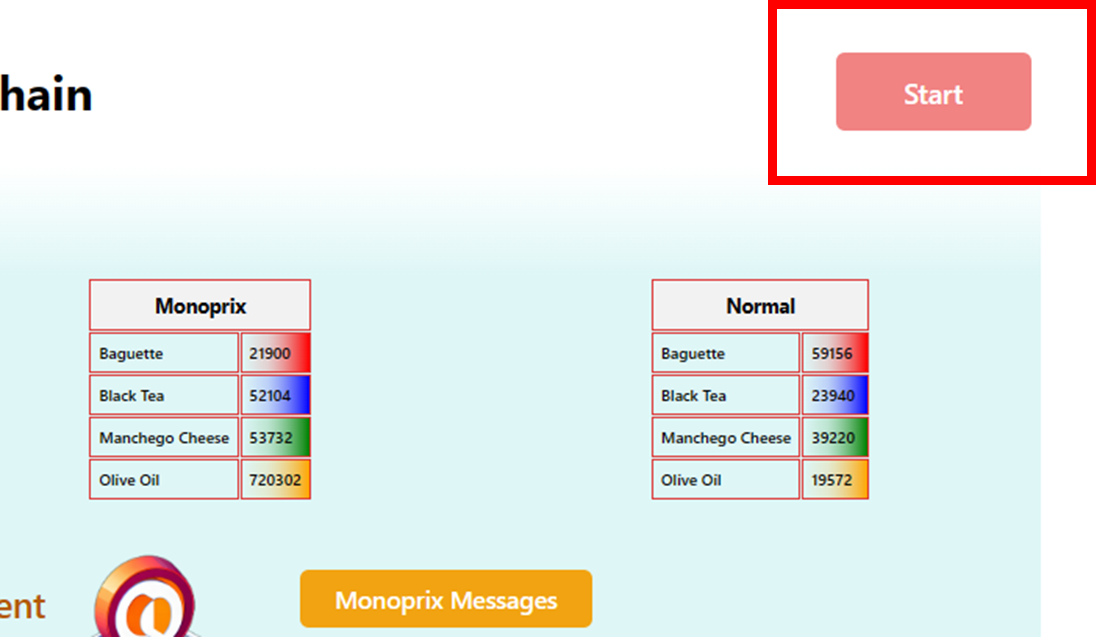 hain
Start
Monoprix
Baguette 21900
Black Tea 52104
Manchego Cheese 53732
Olive Oil 720302
Normal
Baguette 59156
Black Tea 23940
Manchego Cheese 39220
Olive Oil 19572
ent
Monoprix Messages